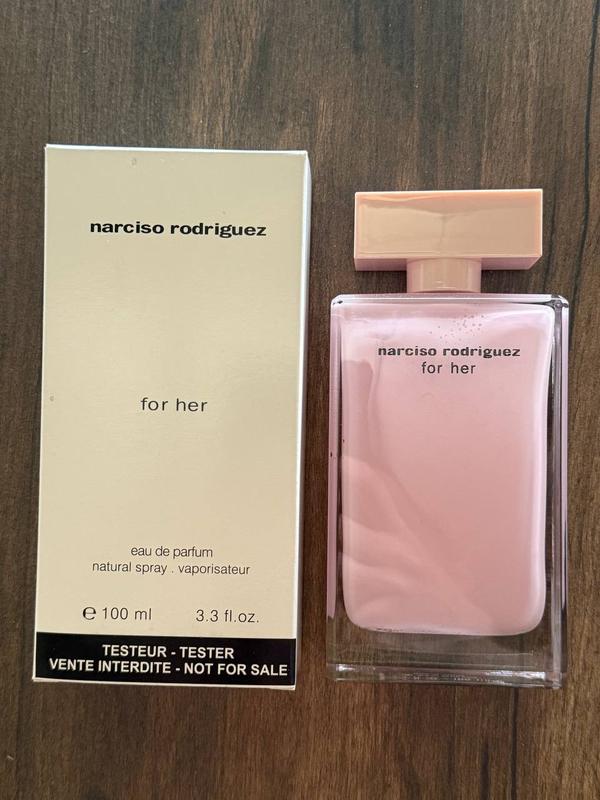 narciso rodriguez
for her
eau de parfum
natural spray . vaporisateur
℮ 100 ml 3.3 fl.oz.
TESTEUR - TESTER
VENTE INTERDITE - NOT FOR SALE
narciso rodriguez
for her